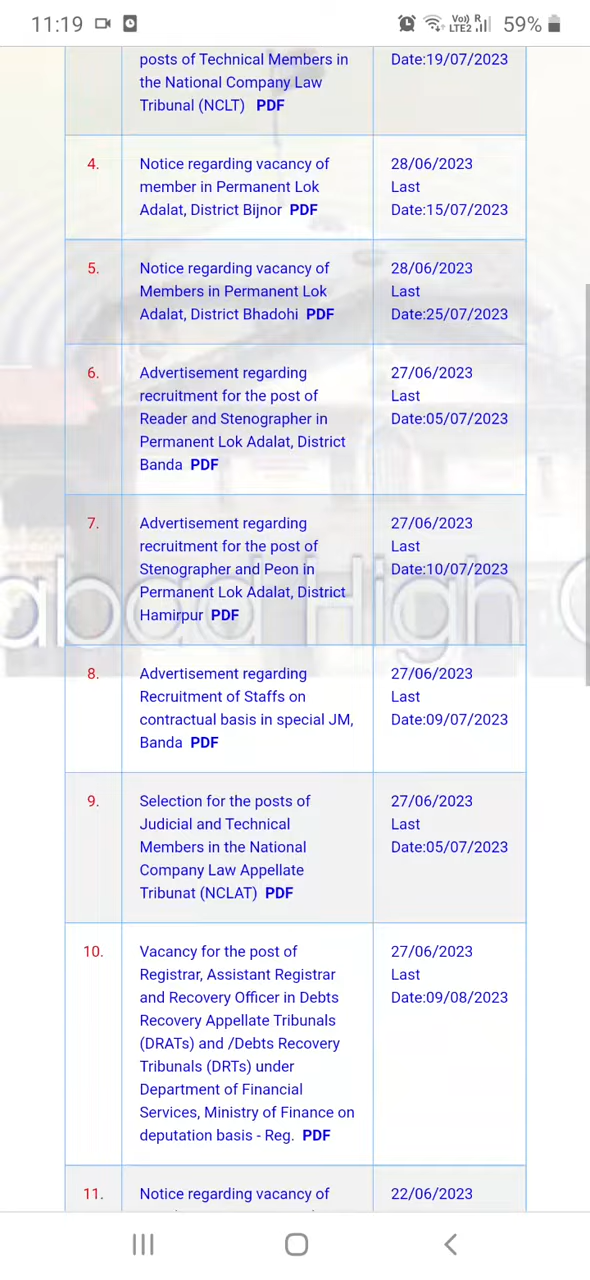 11:19
Vo)) R
LTE2
59%
posts of Technical Members in
the National Company Law
Tribunal (NCLT) PDF
Date:19/07/2023
4.
Notice regarding vacancy of
member in Permanent Lok
Adalat, District Bijnor PDF
28/06/2023
Last
Date:15/07/2023
5.
Notice regarding vacancy of
Members in Permanent Lok
Adalat, District Bhadohi PDF
28/06/2023
Last
Date:25/07/2023
6.
Advertisement regarding
recruitment for the post of
Reader and Stenographer in
Permanent Lok Adalat, District
Banda PDF
27/06/2023
Last
Date:05/07/2023
7.
Advertisement regarding
recruitment for the post of
Stenographer and Peon in
Permanent Lok Adalat, District
Hamirpur PDF
27/06/2023
Last
Date:10/07/2023
abad High C
8.
Advertisement regarding
Recruitment of Staffs on
contractual basis in special JM,
Banda PDF
27/06/2023
Last
Date:09/07/2023
9.
Selection for the posts of
Judicial and Technical
Members in the National
Company Law Appellate
Tribunat (NCLAT) PDF
27/06/2023
Last
Date:05/07/2023
10.
Vacancy for the post of
Registrar, Assistant Registrar
and Recovery Officer in Debts
Recovery Appellate Tribunals
(DRATs) and /Debts Recovery
Tribunals (DRTs) under
Department of Financial
Services, Ministry of Finance on
deputation basis - Reg. PDF
27/06/2023
Last
Date:09/08/2023
11.
Notice regarding vacancy of
22/06/2023